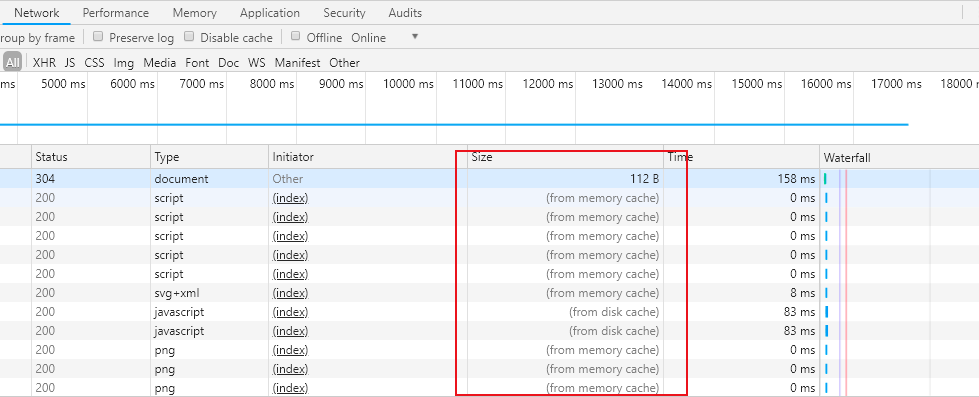 Network Performance Memory Application Security Audits
roup by frame Preserve log Disable cache Offline Online
All XHR JS CSS Img Media Font Doc WS Manifest Other
ms 5000 ms 6000 ms 7000 ms 8000 ms 9000 ms 10000 ms 11000 ms 12000 ms 13000 ms 14000 ms 15000 ms 16000 ms 17000 ms 18000
Status Type Initiator Size Time Waterfall
304 document Other 112 B 158 ms
200 script (index) (from memory cache) 0 ms
200 script (index) (from memory cache) 0 ms
200 script (index) (from memory cache) 0 ms
200 script (index) (from memory cache) 0 ms
200 script (index) (from memory cache) 0 ms
200 svg+xml (index) (from memory cache) 8 ms
200 javascript (index) (from disk cache) 83 ms
200 javascript (index) (from disk cache) 83 ms
200 png (index) (from memory cache) 0 ms
200 png (index) (from memory cache) 0 ms
200 png (index) (from memory cache) 0 ms